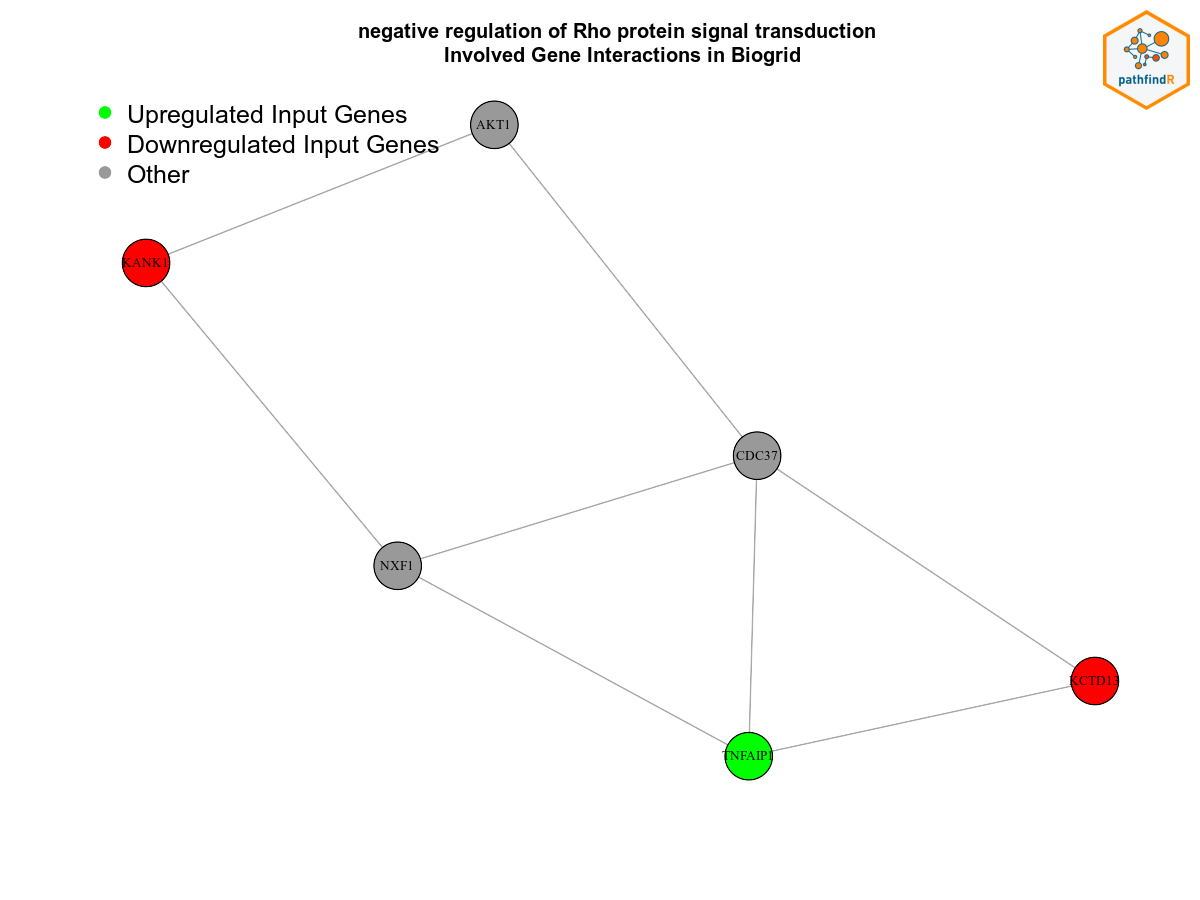 negative regulation of Rho protein signal transduction
Involved Gene Interactions in Biogrid
pathfindR
Upregulated Input Genes
Downregulated Input Genes
Other
AKT1
KANK1
CDC37
NXF1
KCTD13
TNFAIP1